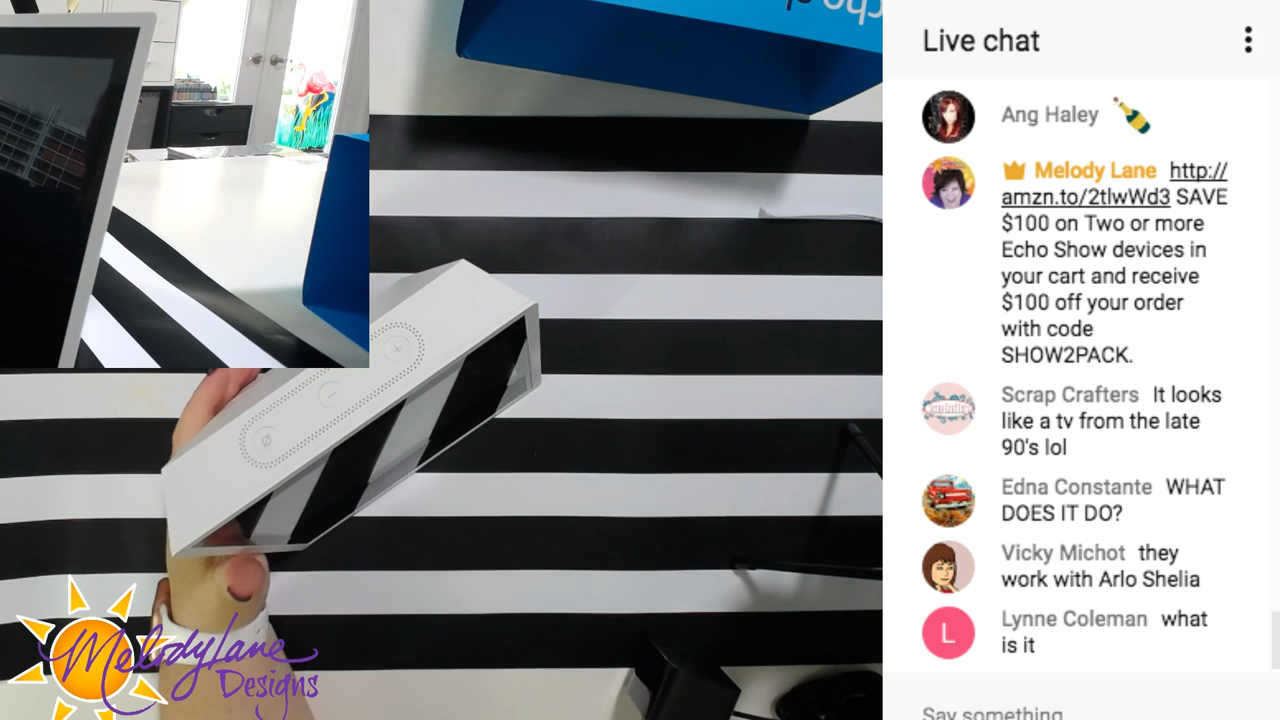 Live chat
Ang Haley
Melody Lane http://
amzn.to/2tlwWd3 SAVE
$100 on Two or more
Echo Show devices in
your cart and receive
$100 off your order
with code
SHOW2PACK.
Scrap Crafters It looks
like a tv from the late
90's lol
Edna Constante WHAT
DOES IT DO?
Vicky Michot they
work with Arlo Shelia
L
Lynne Coleman what
is it
Say something
MelodyLane
Designs